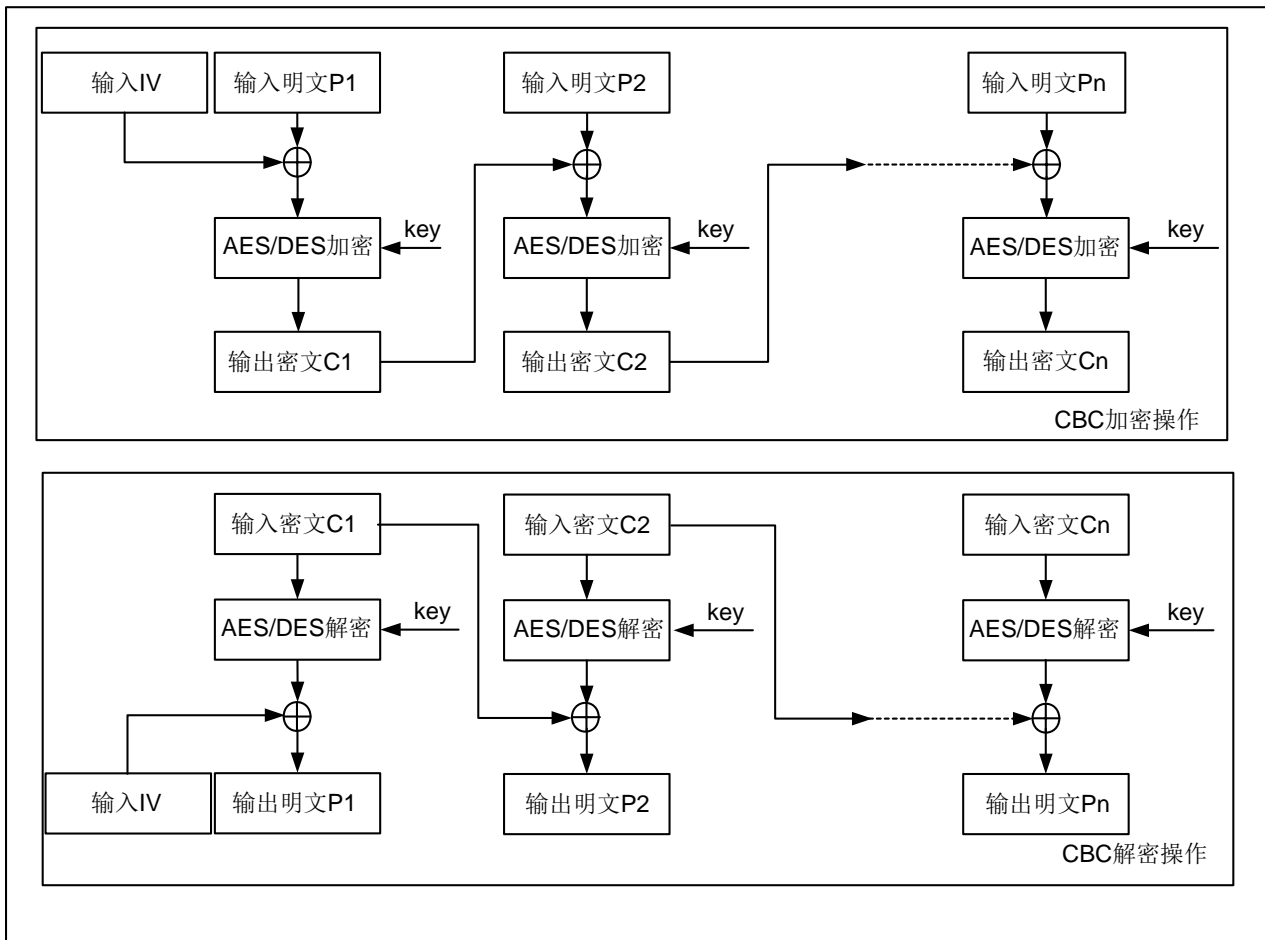 输入IV
输入明文P1
输入明文P2
输入明文Pn
AES/DES加密
key
AES/DES加密
key
AES/DES加密
key
输出密文C1
输出密文C2
输出密文Cn
CBC加密操作
输入密文C1
输入密文C2
输入密文Cn
AES/DES解密
key
AES/DES解密
key
AES/DES解密
key
输入IV
输出明文P1
输出明文P2
输出明文Pn
CBC解密操作